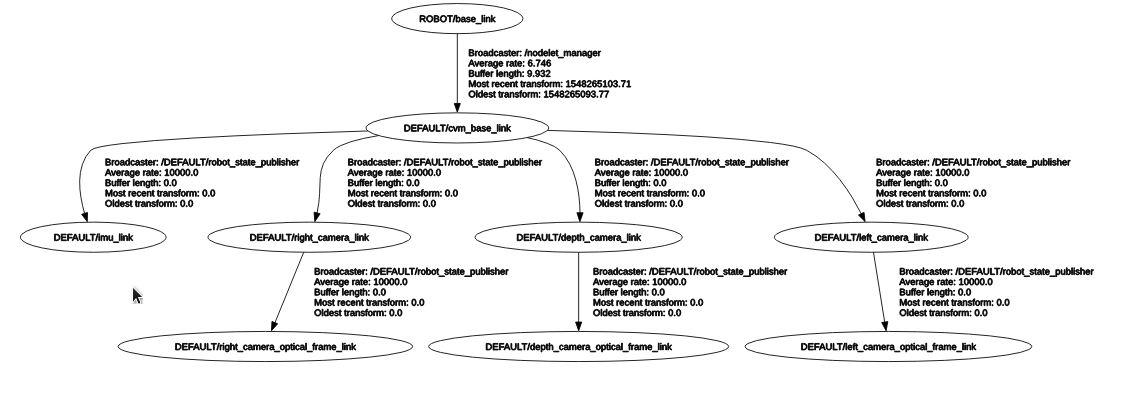 ROBOT/base_link
Broadcaster: /nodelet_manager
Average rate: 6.746
Buffer length: 9.932
Most recent transform: 1548265103.71
Oldest transform: 1548265093.77
DEFAULT/cvm_base_link
Broadcaster: /DEFAULT/robot_state_publisher
Average rate: 10000.0
Buffer length: 0.0
Most recent transform: 0.0
Oldest transform: 0.0
Broadcaster: /DEFAULT/robot_state_publisher
Average rate: 10000.0
Buffer length: 0.0
Most recent transform: 0.0
Oldest transform: 0.0
Broadcaster: /DEFAULT/robot_state_publisher
Average rate: 10000.0
Buffer length: 0.0
Most recent transform: 0.0
Oldest transform: 0.0
Broadcaster: /DEFAULT/robot_state_publisher
Average rate: 10000.0
Buffer length: 0.0
Most recent transform: 0.0
Oldest transform: 0.0
DEFAULT/imu_link
DEFAULT/right_camera_link
DEFAULT/depth_camera_link
DEFAULT/left_camera_link
Broadcaster: /DEFAULT/robot_state_publisher
Average rate: 10000.0
Buffer length: 0.0
Most recent transform: 0.0
Oldest transform: 0.0
Broadcaster: /DEFAULT/robot_state_publisher
Average rate: 10000.0
Buffer length: 0.0
Most recent transform: 0.0
Oldest transform: 0.0
Broadcaster: /DEFAULT/robot_state_publisher
Average rate: 10000.0
Buffer length: 0.0
Most recent transform: 0.0
Oldest transform: 0.0
DEFAULT/right_camera_optical_frame_link
DEFAULT/depth_camera_optical_frame_link
DEFAULT/left_camera_optical_frame_link